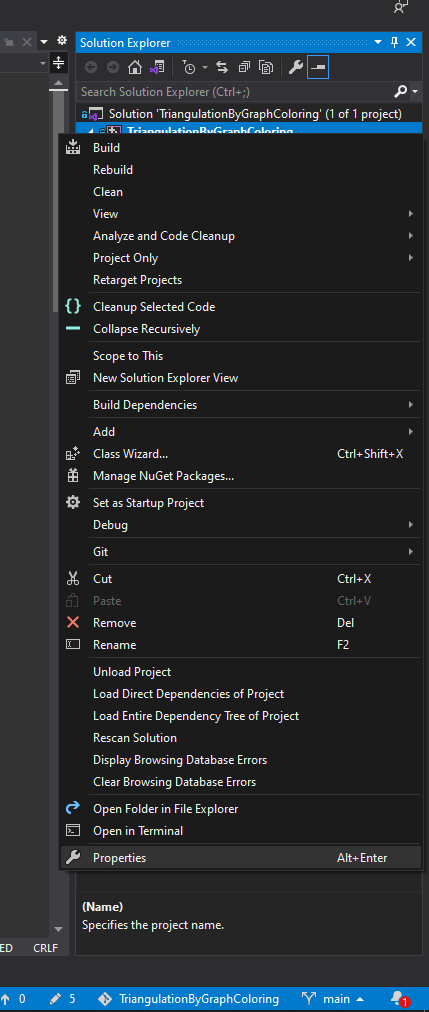 Solution Explorer
Search Solution Explorer (Ctrl+;)
Solution 'TriangulationByGraphColoring' (1 of 1 project)
TriangulationByGraphColoring
Build
Rebuild
Clean
View
Analyze and Code Cleanup
Project Only
Retarget Projects
Cleanup Selected Code
Collapse Recursively
Scope to This
New Solution Explorer View
Build Dependencies
Add
Class Wizard... Ctrl+Shift+X
Manage NuGet Packages...
Set as Startup Project
Debug
Git
Cut Ctrl+X
Paste Ctrl+V
Remove Del
Rename F2
Unload Project
Load Direct Dependencies of Project
Load Entire Dependency Tree of Project
Rescan Solution
Display Browsing Database Errors
Clear Browsing Database Errors
Open Folder in File Explorer
Open in Terminal
Properties Alt+Enter
(Name)
Specifies the project name.
ED CRLF
0 5 TriangulationByGraphColoring main 1